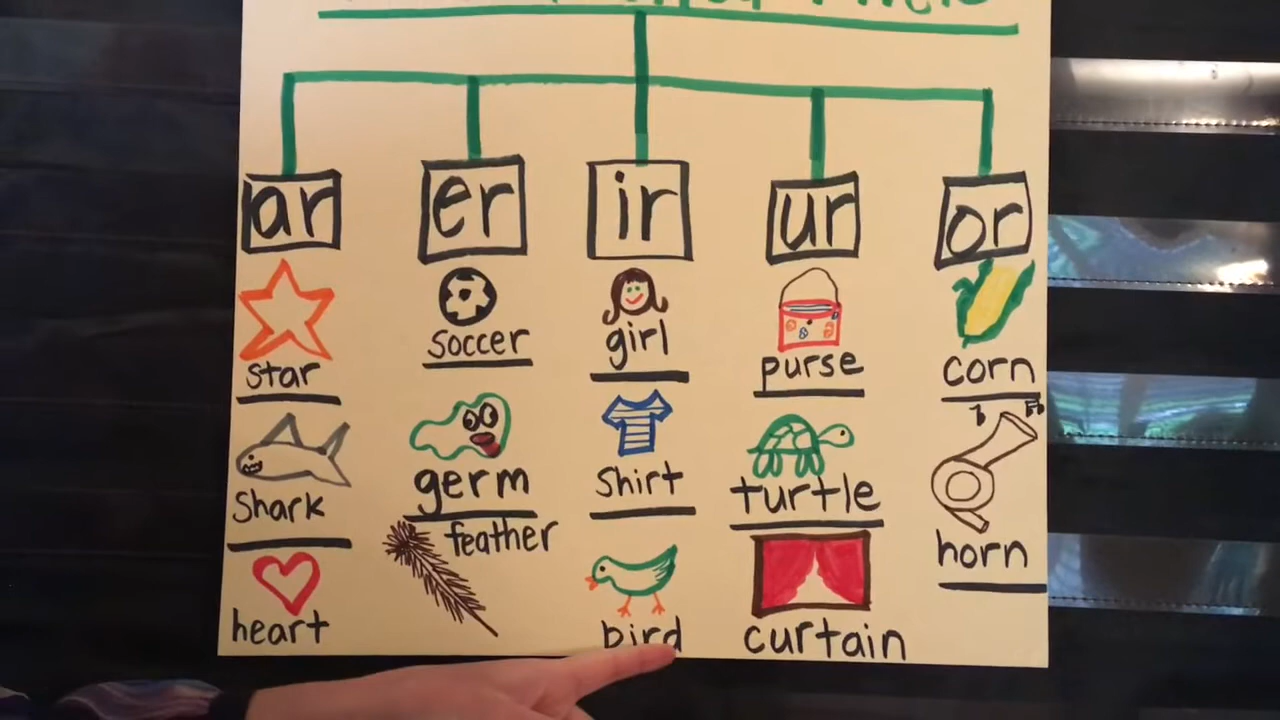 ar er ir ur or
star soccer girl purse corn
Shark germ Shirt turtle horn
heart feather bird curtain